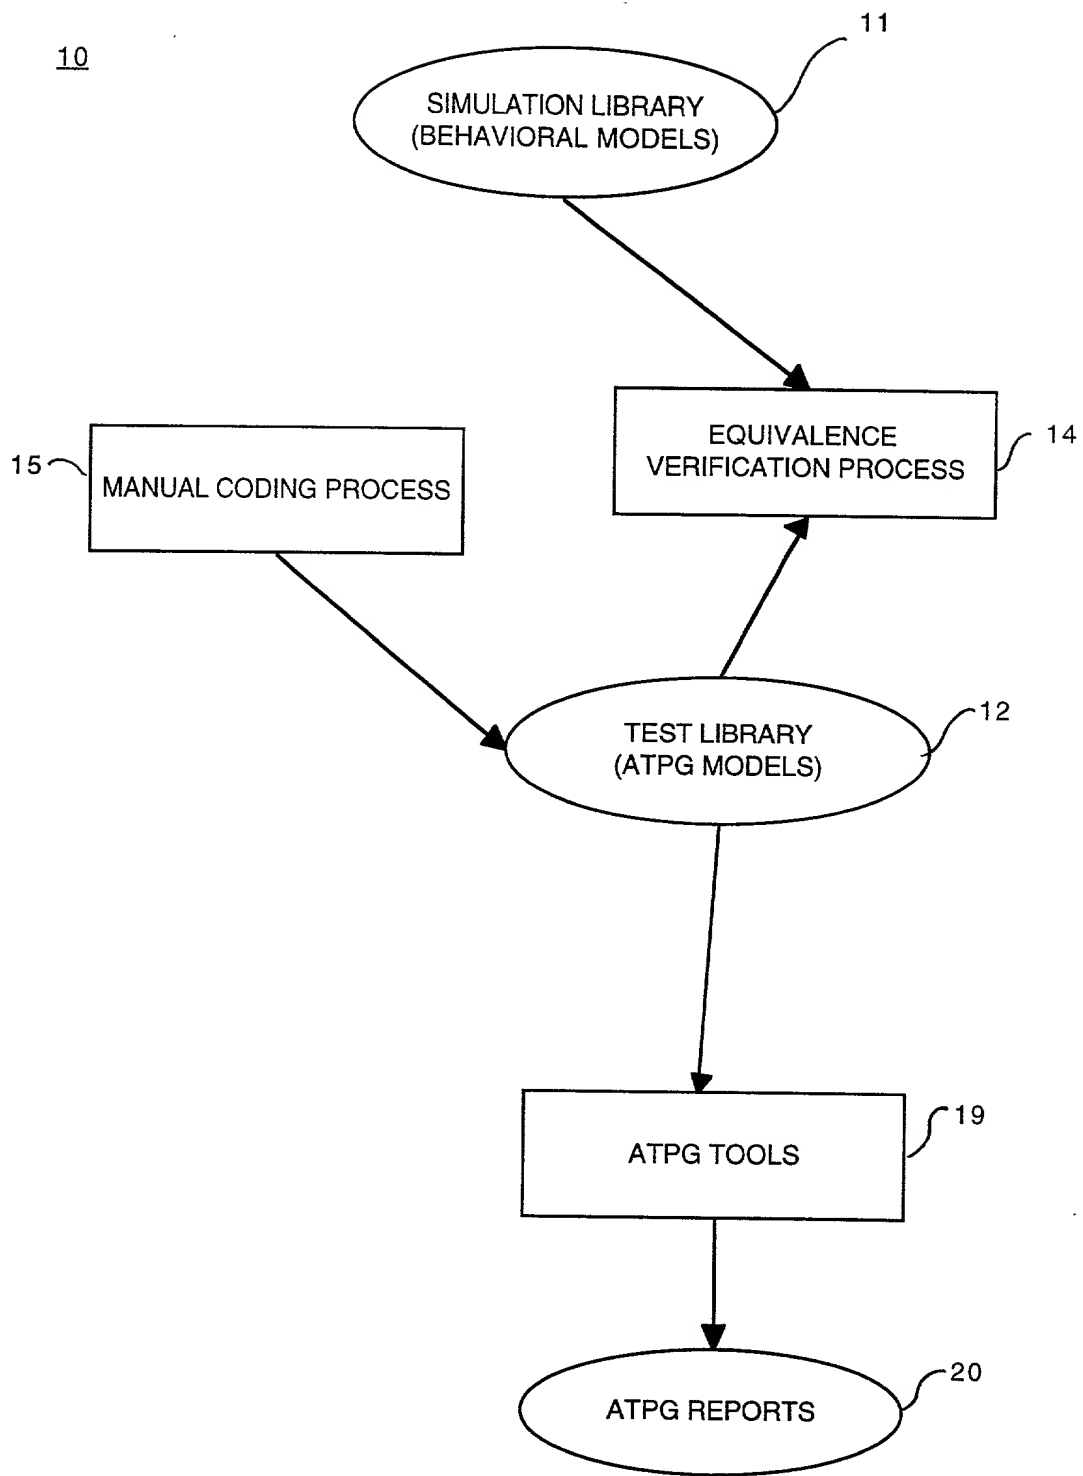 11
10
SIMULATION LIBRARY
(BEHAVIORAL MODELS)
EQUIVALENCE
VERIFICATION PROCESS
14
15
MANUAL CODING PROCESS
TEST LIBRARY
(ATPG MODELS)
12
ATPG TOOLS
19
ATPG REPORTS
20